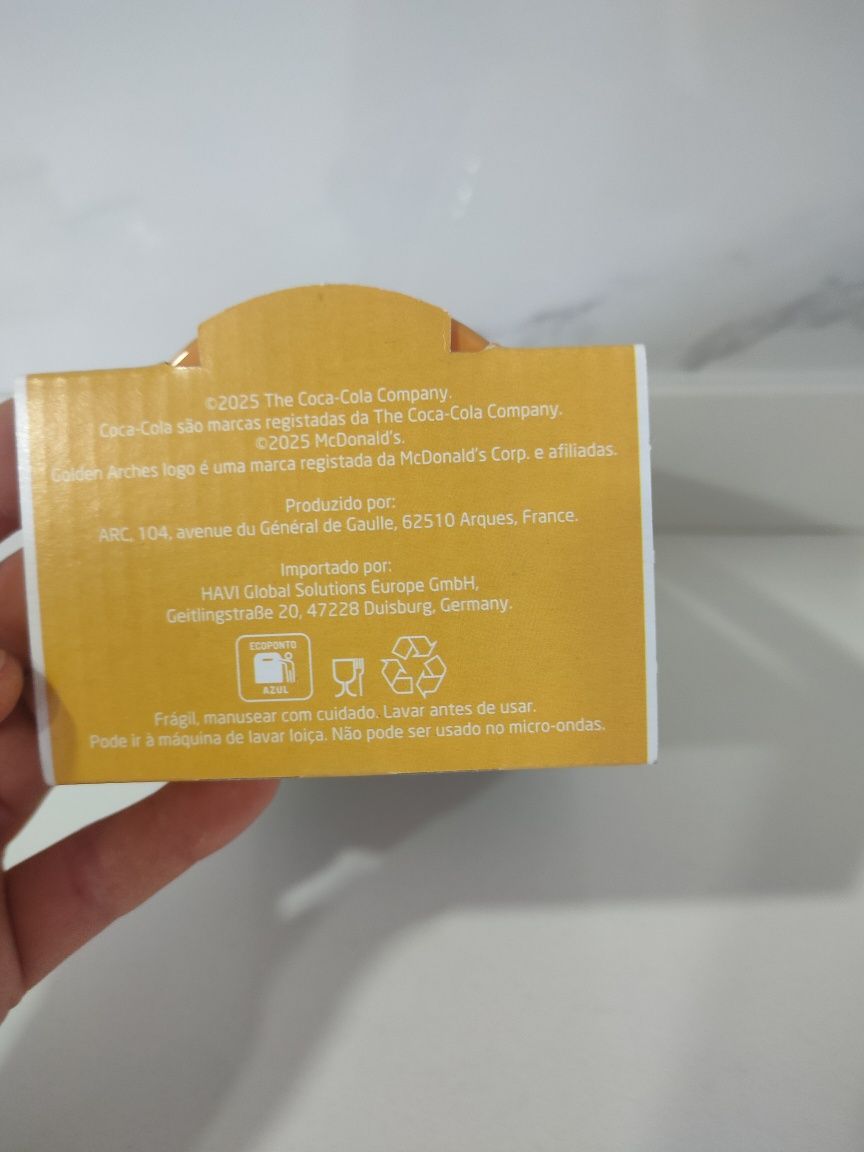 ©2025 The Coca-Cola Company.
Coca-Cola são marcas registadas da The Coca-Cola Company.
©2025 McDonald's.
Golden Arches logo é uma marca registada da McDonald's Corp. e afiliadas.
Produzido por:
ARC, 104, avenue du Général de Gaulle, 62510 Arques, France.
Importado por:
HAVI Global Solutions Europe GmbH,
Geitlingstraße 20, 47228 Duisburg, Germany.
ECOPONTO
AZUL
Frágil, manusear com cuidado. Lavar antes de usar.
Pode ir à máquina de lavar loiça. Não pode ser usado no micro-ondas.